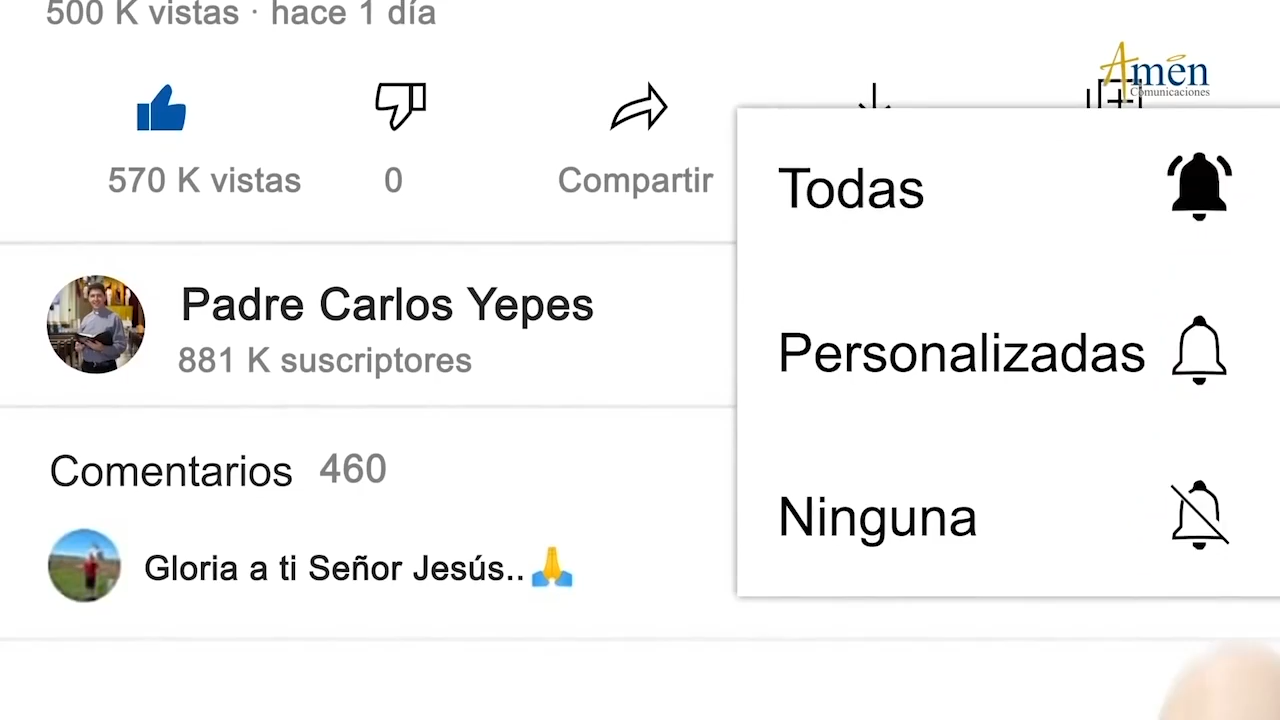 500 K vistas · hace 1 día
Amén
Comunicaciones
570 K vistas
0
Compartir
Todas
Padre Carlos Yepes
881 K suscriptores
Personalizadas
Comentarios 460
Ninguna
Gloria a ti Señor Jesús..🙏